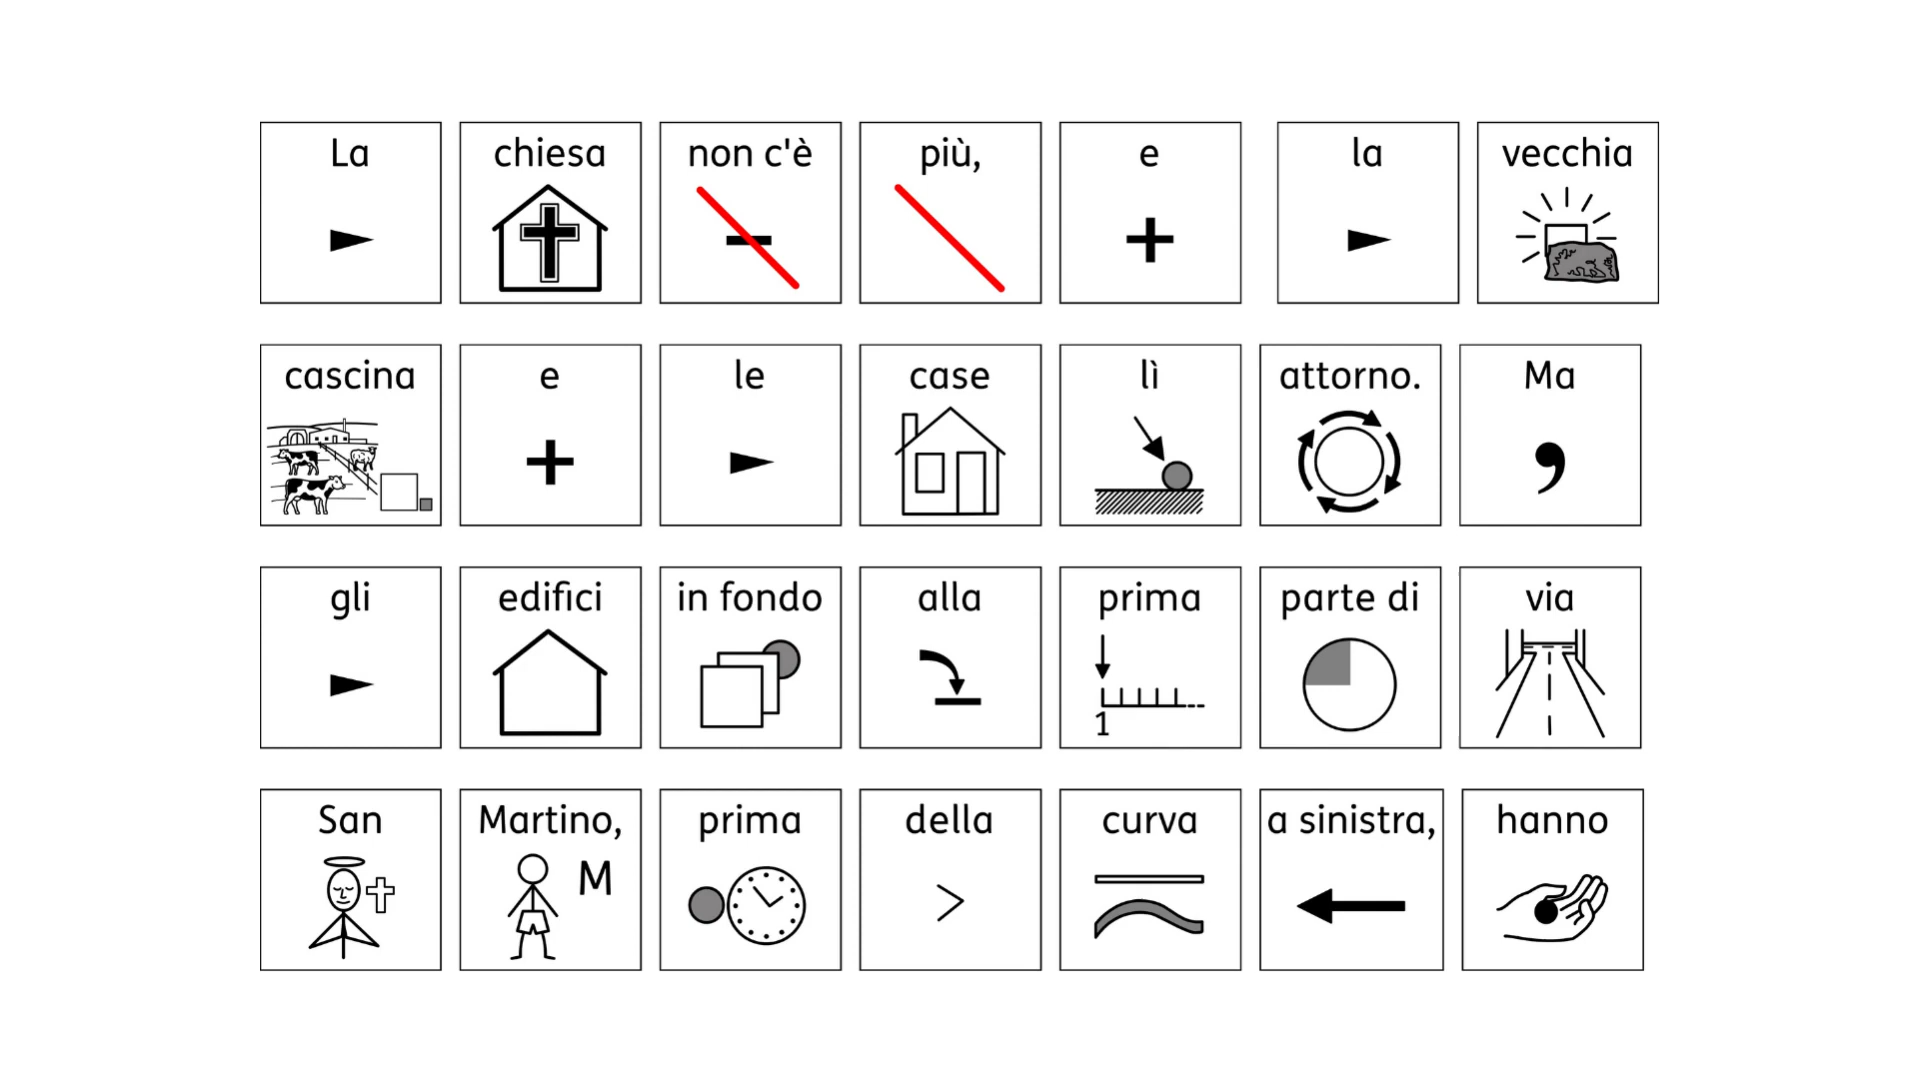 La chiesa non c'è più, e la vecchia
cascina e le case lì attorno. Ma
gli edifici in fondo alla prima parte di via
1
San Martino, prima della curva a sinistra, hanno
M